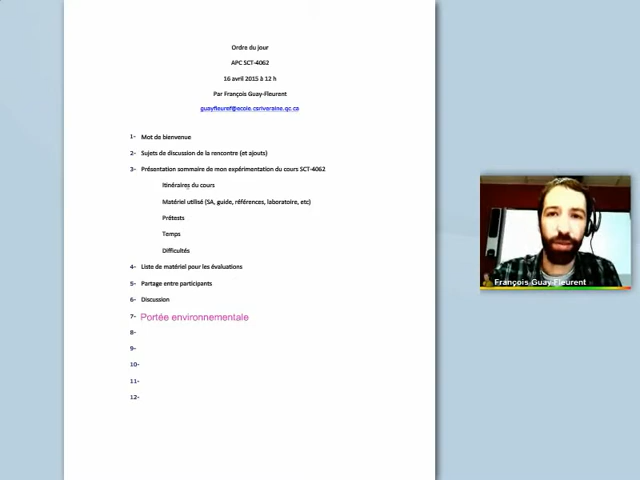 Ordre du jour
APC SCT-4062
16 avril 2015 à 12 h
Par François Guay-Fleurent
guayfleuref@ecole.csriveraine.qc.ca
1- Mot de bienvenue
2- Sujets de discussion de la rencontre (et ajouts)
3- Présentation sommaire de mon expérimentation du cours SCT-4062
Itinéraires du cours
Matériel utilisé (SA, guide, références, laboratoire, etc)
Prétests
Temps
Difficultés
4- Liste de matériel pour les évaluations
5- Partage entre participants
6- Discussion
7- Portée environnementale
8-
9-
10-
11-
12-
François Guay-Fleurent